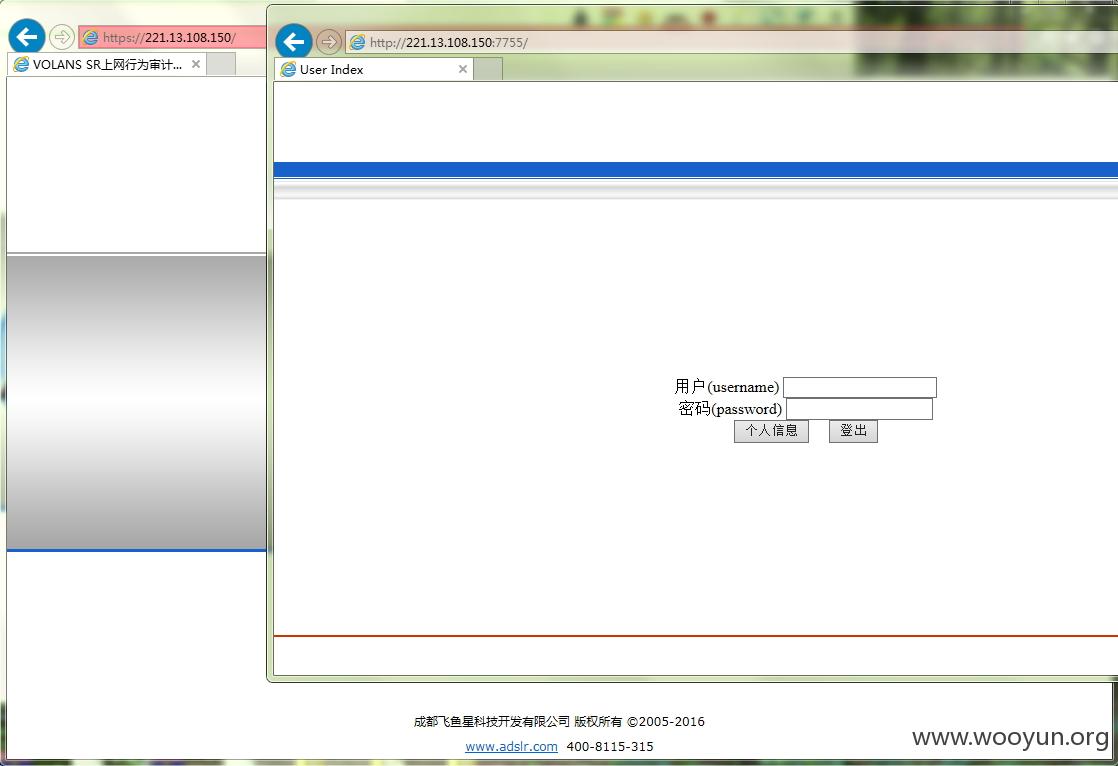 https://221.13.108.150/
VOLANS SR上网行为审计...
http://221.13.108.150:7755/
User Index
用户(username)
密码(password)
个人信息 登出
成都飞鱼星科技开发有限公司 版权所有 ©2005-2016
www.adslr.com 400-8115-315
www.wooyun.org